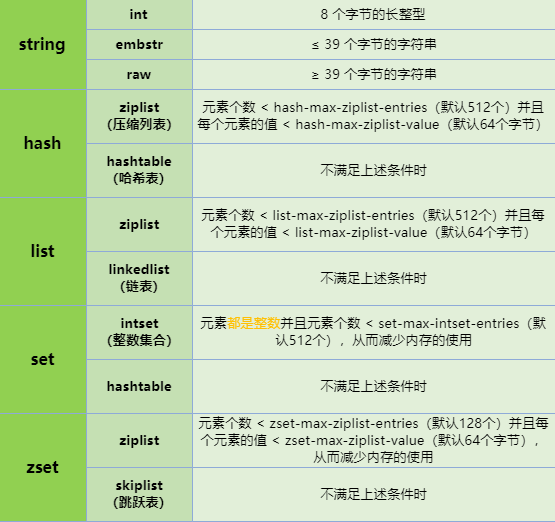 string
int
8 个字节的长整型
embstr
≤ 39 个字节的字符串
raw
≥ 39 个字节的字符串
hash
ziplist
(压缩列表)
元素个数 < hash-max-ziplist-entries（默认512个）并且
每个元素的值 < hash-max-ziplist-value（默认64个字节）
hashtable
(哈希表)
不满足上述条件时
list
ziplist
元素个数 < list-max-ziplist-entries（默认512个）并且每
个元素的值 < list-max-ziplist-value（默认64个字节）
linkedlist
(链表)
不满足上述条件时
set
intset
(整数集合)
元素都是整数并且元素个数 < set-max-intset-entries（默
认512个），从而减少内存的使用
hashtable
不满足上述条件时
zset
ziplist
元素个数 < zset-max-ziplist-entries（默认128个）并且每
个元素的值 < zset-max-ziplist-value（默认64个字节），
从而减少内存的使用
skiplist
(跳跃表)
不满足上述条件时